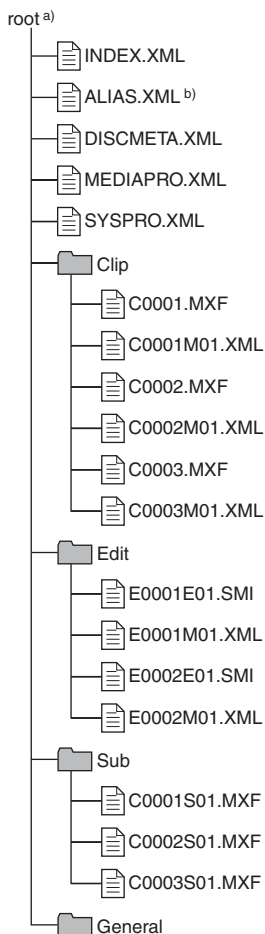 root a)
INDEX.XML
ALIAS.XML b)
DISCMETA.XML
MEDIAPRO.XML
SYSPRO.XML
Clip
C0001.MXF
C0001M01.XML
C0002.MXF
C0002M01.XML
C0003.MXF
C0003M01.XML
Edit
E0001E01.SMI
E0001M01.XML
E0002E01.SMI
E0002M01.XML
Sub
C0001S01.MXF
C0002S01.MXF
C0003S01.MXF
General